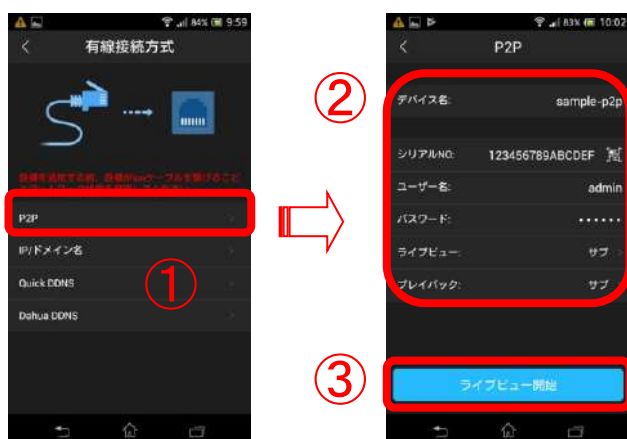 84% 9:59
有線接続方式
P2P
IP/ドメイン名
Quick DDNS
Dahua DDNS
①
②
83% 10:02
P2P
デバイス名: sample-p2p
シリアルNO: 123456789ABCDEF
ユーザー名: admin
パスワード: ••••••
ライブビュー: サブ
プレイバック: サブ
③
ライブビュー開始